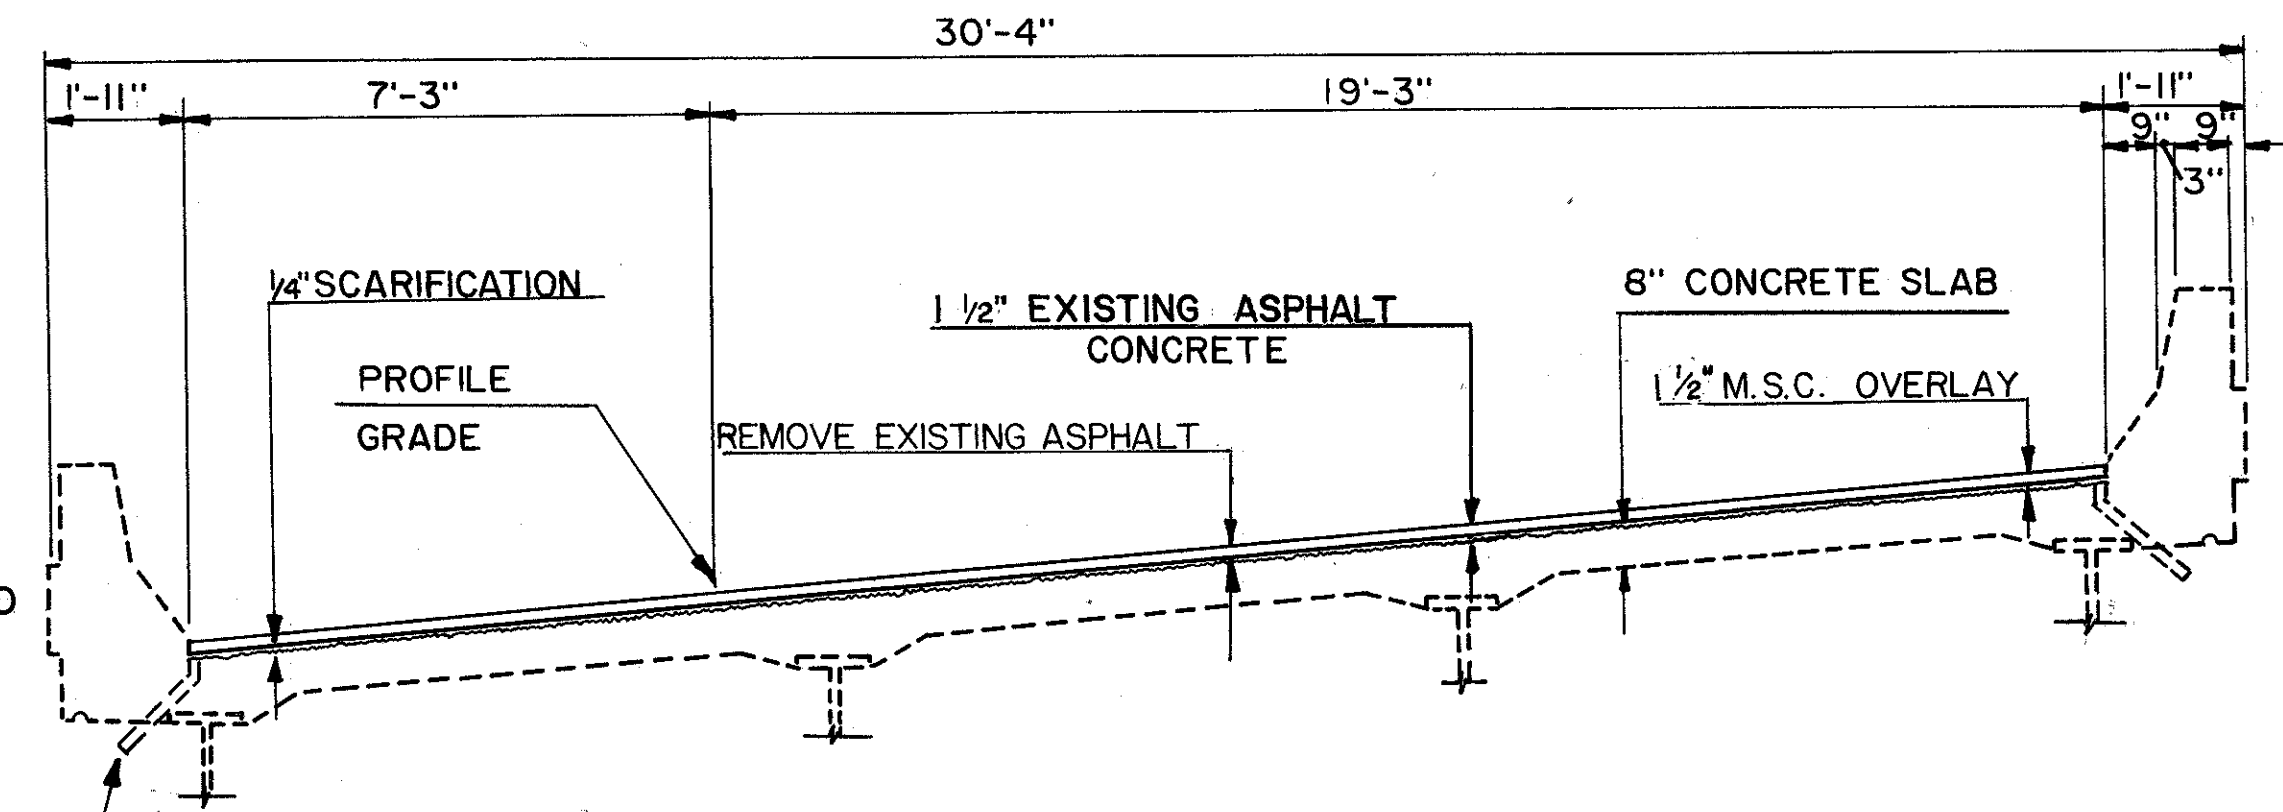 30'-4"
1'-11" 7'-3" 19'-3" 1'-11"
9" 9"
3"
1/4" SCARIFICATION
8" CONCRETE SLAB
1 1/2" EXISTING ASPHALT
CONCRETE
PROFILE
GRADE
1 1/2" M.S.C. OVERLAY
REMOVE EXISTING ASPHALT